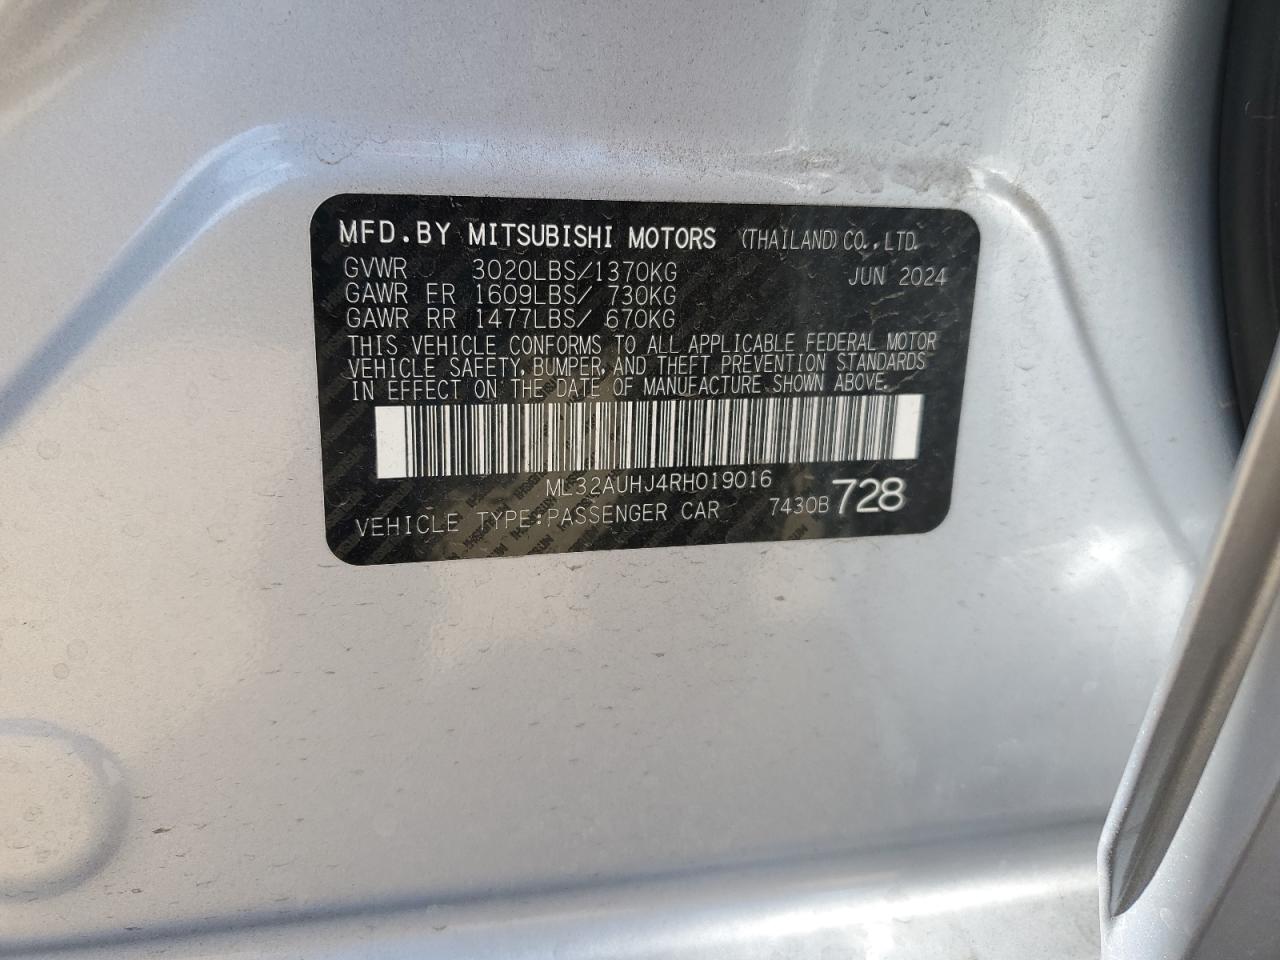 MFD.BY MITSUBISHI MOTORS (THAILAND) CO.,LTD.
GVWR 3020LBS/1370KG JUN 2024
GAWR FR 1609LBS/ 730KG
GAWR RR 1477LBS/ 670KG
THIS VEHICLE CONFORMS TO ALL APPLICABLE FEDERAL MOTOR
VEHICLE SAFETY, BUMPER, AND THEFT PREVENTION STANDARDS
IN EFFECT ON THE DATE OF MANUFACTURE SHOWN ABOVE.
ML32AUHJ4RH019016
VEHICLE TYPE:PASSENGER CAR 7430B 728